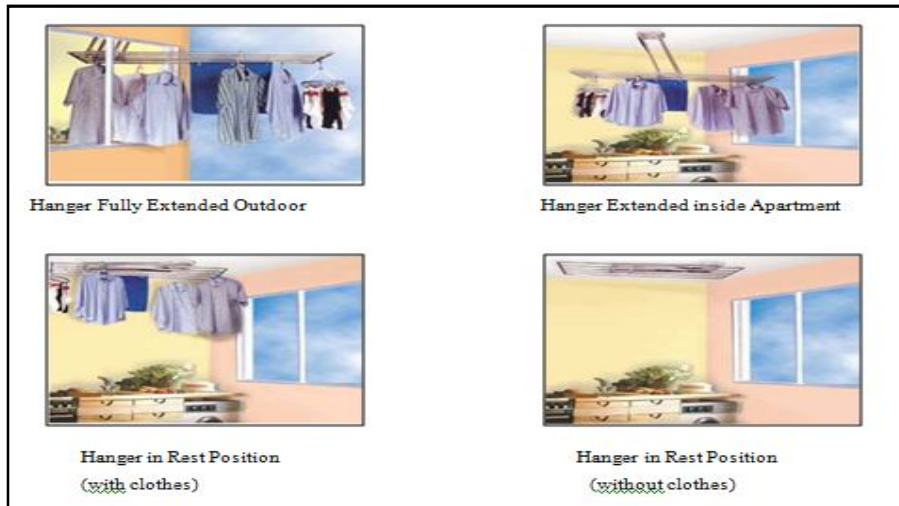 Hanger Fully Extended Outdoor
Hanger Extended inside Apartment
Hanger in Rest Position
(with clothes)
Hanger in Rest Position
(without clothes)